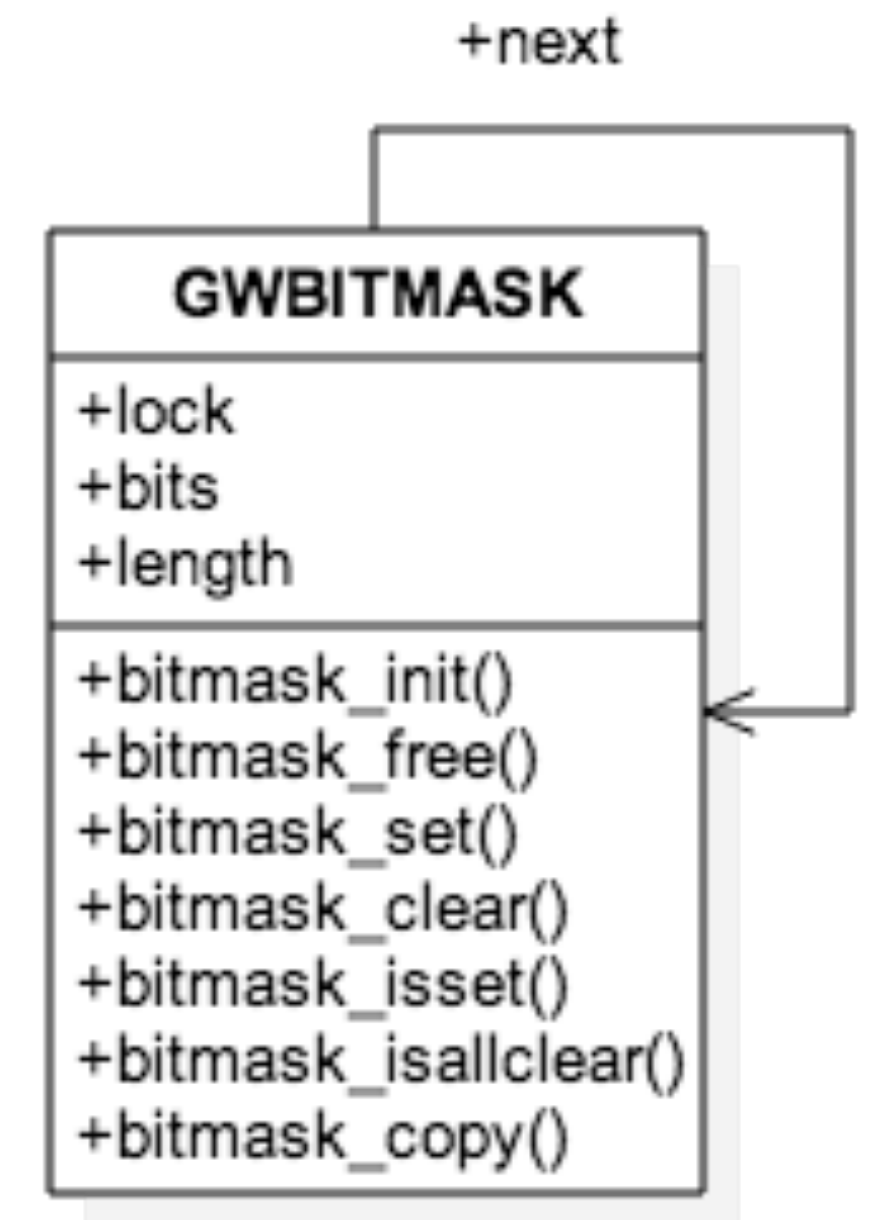 +next
GWBITMASK
+lock
+bits
+length
+bitmask_init()
+bitmask_free()
+bitmask_set()
+bitmask_clear()
+bitmask_isset()
+bitmask_isallclear()
+bitmask_copy()